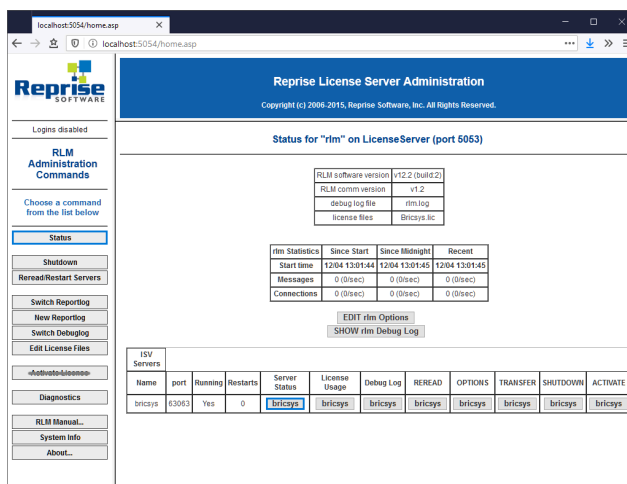 localhost:5054/home.asp
localhost:5054/home.asp
Reprise
SOFTWARE
Reprise License Server Administration
Copyright (c) 2006-2015, Reprise Software, Inc. All Rights Reserved.
Logins disabled
RLM
Administration
Commands
Choose a command
from the list below
Status
Shutdown
Reread/Restart Servers
Switch Reportlog
New Reportlog
Switch Debuglog
Edit License Files
Activate License
Diagnostics
RLM Manual...
System Info
About...
Status for "rlm" on LicenseServer (port 5053)
RLM software version v12.2 (build:2)
RLM comm version v1.2
debug log file rlm.log
license files Bricsys.lic
rlm Statistics Since Start Since Midnight Recent
Start time 12/04 13:01:44 12/04 13:01:45 12/04 13:01:45
Messages 0 (0/sec) 0 (0/sec) 0 (0/sec)
Connections 0 (0/sec) 0 (0/sec) 0 (0/sec)
EDIT rlm Options
SHOW rlm Debug Log
ISV
Servers
Name port Running Restarts Server Status License Usage Debug Log REREAD OPTIONS TRANSFER SHUTDOWN ACTIVATE
bricsys 63063 Yes 0 bricsys bricsys bricsys bricsys bricsys bricsys bricsys bricsys